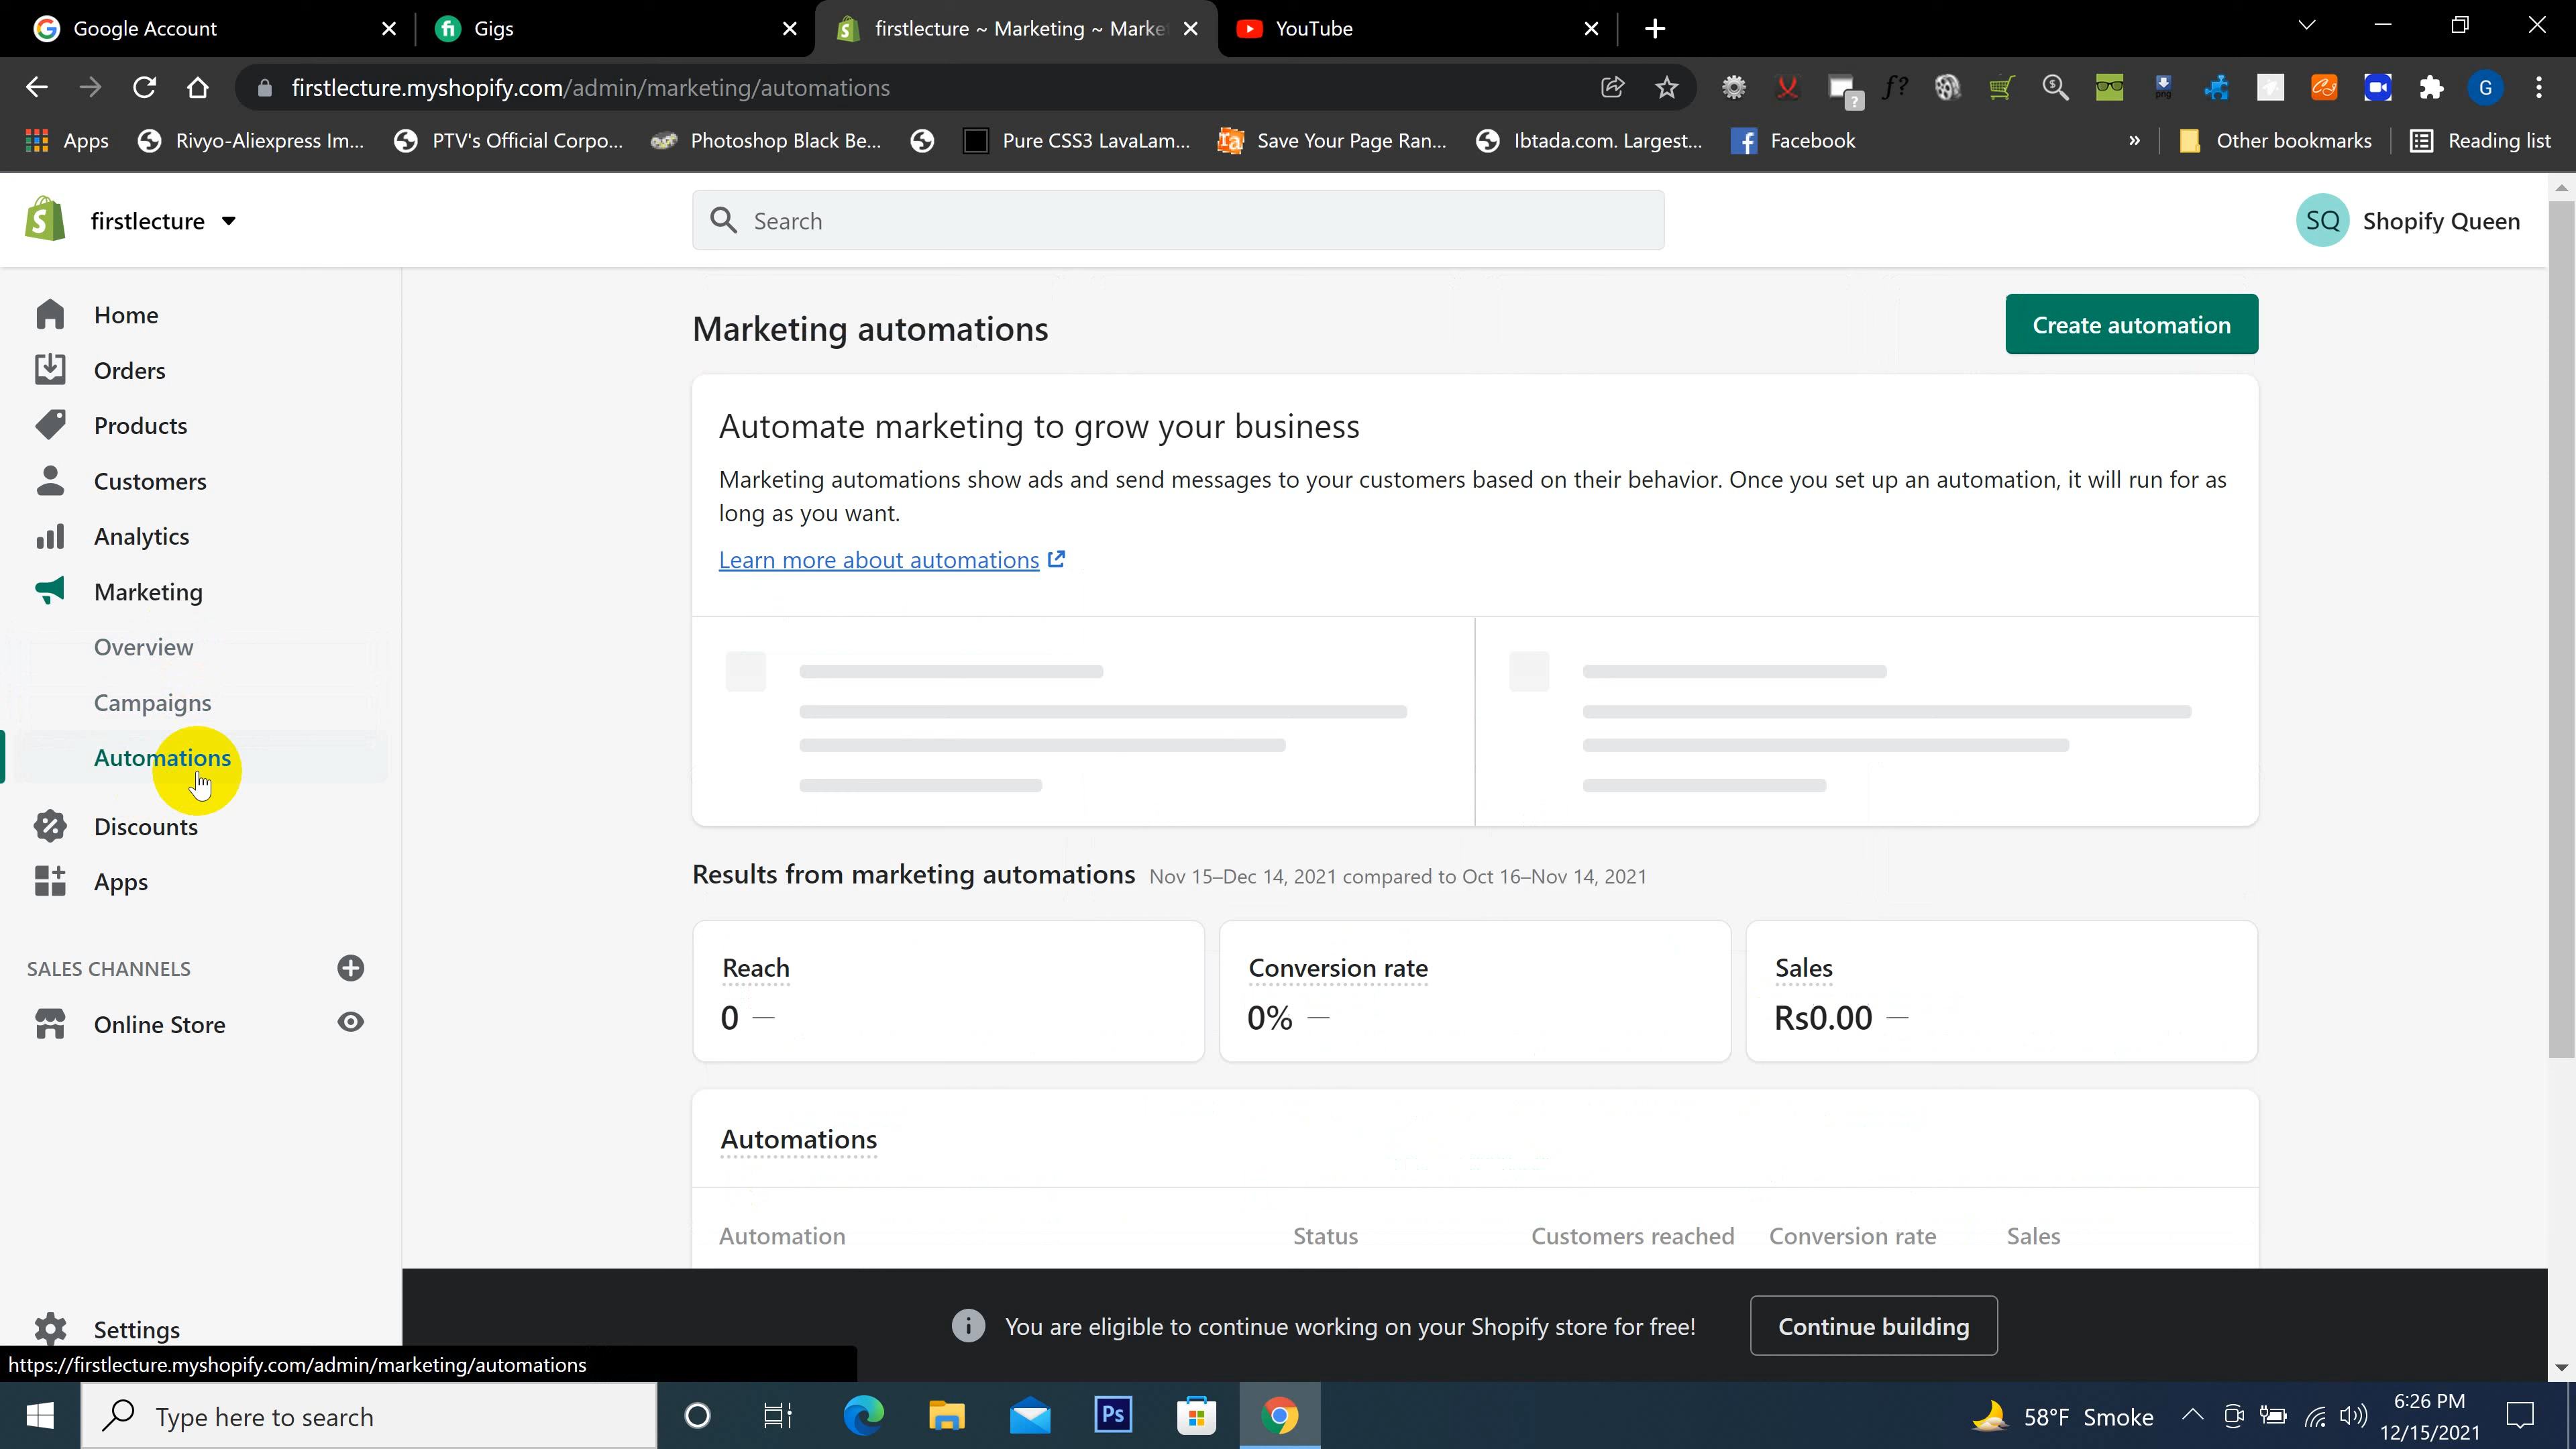 Google Account
Gigs
firstlecture ~ Marketing ~ Marke
YouTube
firstlecture.myshopify.com/admin/marketing/automations
Apps
Rivyo-Aliexpress Im...
PTV's Official Corpo...
Photoshop Black Be...
Pure CSS3 LavaLam...
Save Your Page Ran...
Ibtada.com. Largest...
Facebook
»
Other bookmarks
Reading list
firstlecture
Search
SQ
Shopify Queen
Home
Orders
Products
Customers
Analytics
Marketing
Overview
Campaigns
Automations
Discounts
Apps
SALES CHANNELS
Online Store
Settings
Marketing automations
Create automation
Automate marketing to grow your business
Marketing automations show ads and send messages to your customers based on their behavior. Once you set up an automation, it will run for as
long as you want.
Learn more about automations
Results from marketing automations Nov 15–Dec 14, 2021 compared to Oct 16–Nov 14, 2021
Reach
0 —
Conversion rate
0% —
Sales
Rs0.00 —
Automations
Automation Status Customers reached Conversion rate Sales
You are eligible to continue working on your Shopify store for free!
Continue building
https://firstlecture.myshopify.com/admin/marketing/automations
Type here to search
Ps
58°F Smoke
6:26 PM
12/15/2021